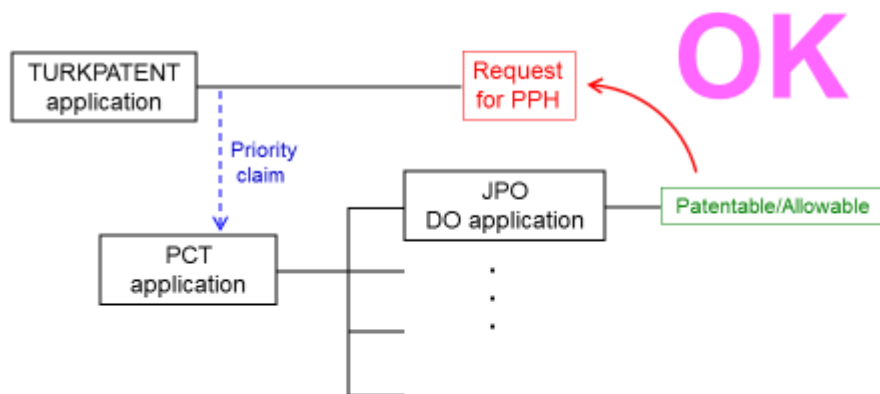 OK
TURKPATENT
application
Request
for PPH
Priority
claim
JPO
DO application
Patentable/Allowable
PCT
application